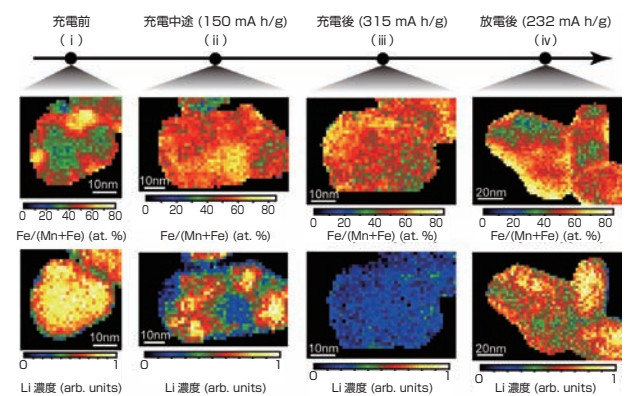 充電前 充電中途 (150 mA h/g) 充電後 (315 mA h/g) 放電後 (232 mA h/g)
(ⅰ) (ⅱ) (ⅲ) (ⅳ)
10nm 10nm 10nm 20nm
0 20 40 60 80 0 20 40 60 80 0 20 40 60 80 0 20 40 60 80
Fe/(Mn+Fe) (at. %) Fe/(Mn+Fe) (at. %) Fe/(Mn+Fe) (at. %) Fe/(Mn+Fe) (at. %)
10nm 10nm 10nm 20nm
0 1 0 1 0 1 0 1
Li 濃度 (arb. units) Li 濃度 (arb. units) Li 濃度 (arb. units) Li 濃度 (arb. units)